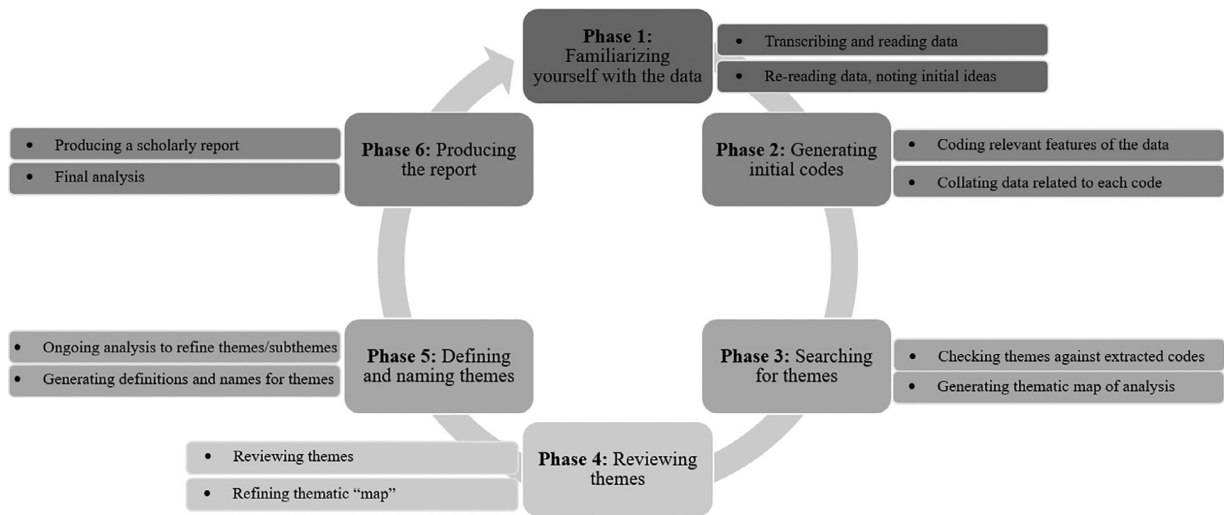 Phase 1:
Familiarizing
yourself with the data
• Transcribing and reading data
• Re-reading data, noting initial ideas
Phase 2: Generating
initial codes
• Coding relevant features of the data
• Collating data related to each code
Phase 3: Searching
for themes
• Checking themes against extracted codes
• Generating thematic map of analysis
Phase 4: Reviewing
themes
• Reviewing themes
• Refining thematic “map”
Phase 5: Defining
and naming themes
• Ongoing analysis to refine themes/subthemes
• Generating definitions and names for themes
Phase 6: Producing
the report
• Producing a scholarly report
• Final analysis